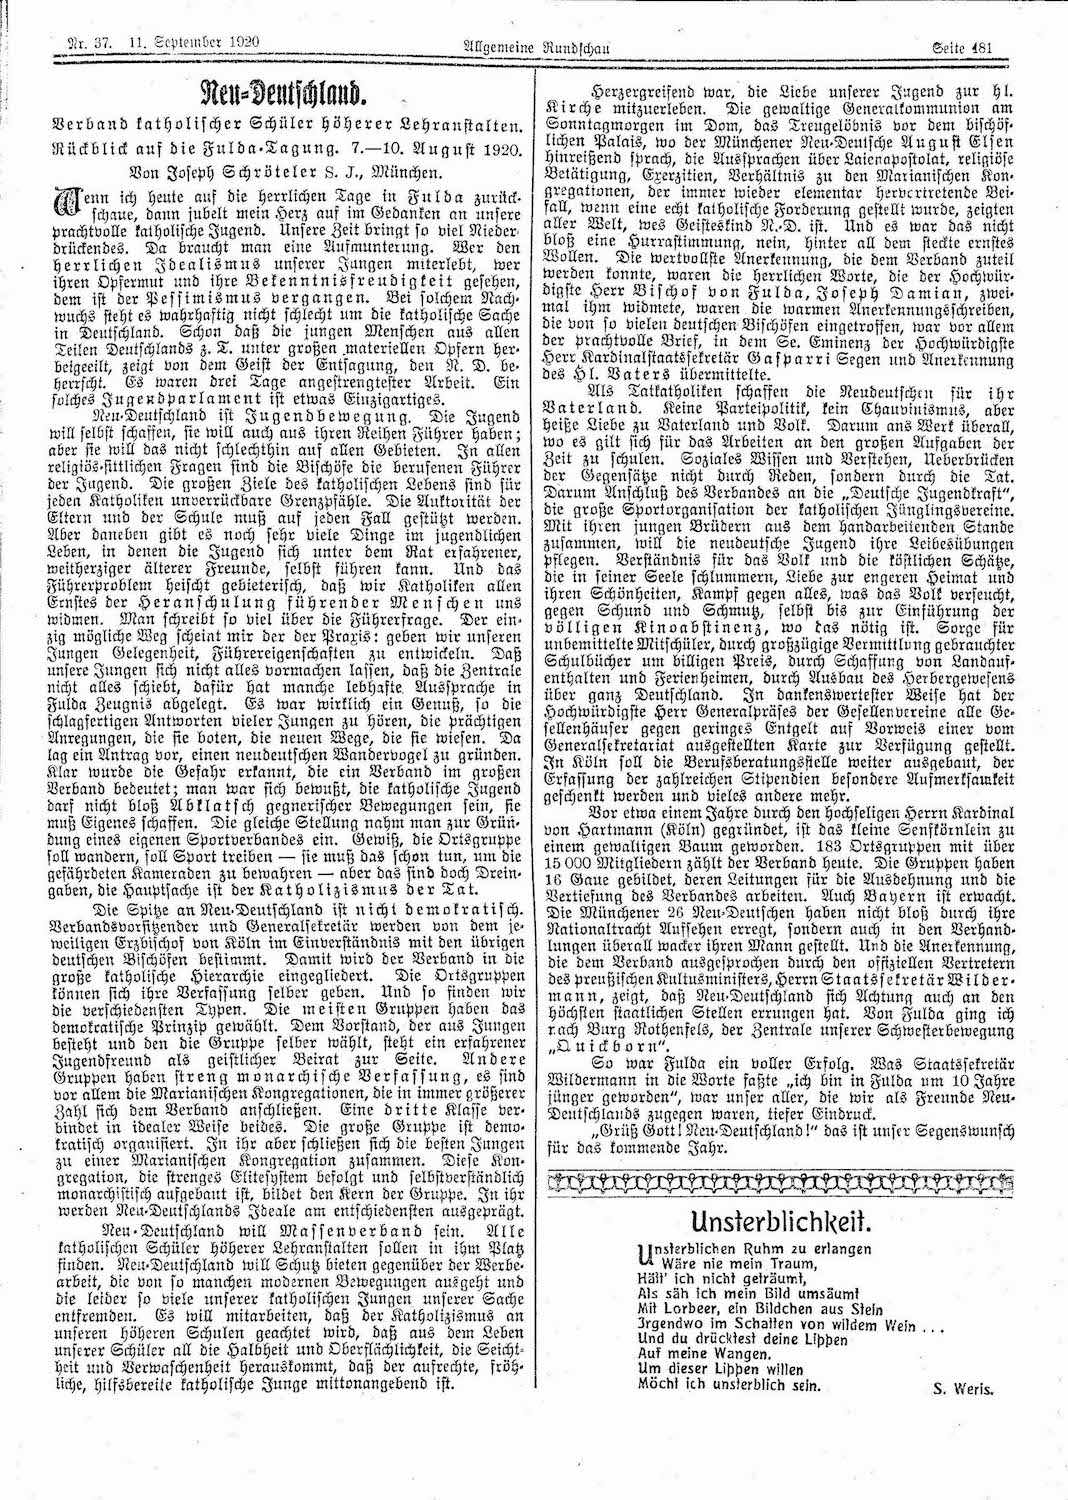 Nr. 37. 11. September 1920
Allgemeine Rundschau
Seite 481
Neu-Deutschland.
Verband katholischer Schüler höherer Lehranstalten.
Rückblick auf die Fulda-Tagung. 7.—10. August 1920.
Von Joseph Schröteler S. J., München.
Wenn ich heute auf die herrlichen Tage in Fulda zurück-
schaue, dann jubelt mein Herz auf im Gedanken an unsere
prachtvolle katholische Jugend. Unsere Zeit bringt so viel Nieder-
drückendes. Da braucht man eine Aufmunterung. Wer den
herrlichen Idealismus unserer Jungen miterlebt, wer
ihren Opfermut und ihre Bekenntnisfreudigkeit gesehen,
dem ist der Pessimismus vergangen. Bei solchem Nach-
wuchs steht es wahrhaftig nicht schlecht um die katholische Sache
in Deutschland. Schon daß die jungen Menschen aus allen
Teilen Deutschlands z. T. unter großen materiellen Opfern her-
beigeeilt, zeigt von dem Geist der Entsagung, den N. D. be-
herrscht. Es waren drei Tage angestrengtester Arbeit. Ein
solches Jugendparlament ist etwas Einzigartiges.
Neu-Deutschland ist Jugendbewegung. Die Jugend
will selbst schaffen, sie will auch aus ihren Reihen Führer haben;
aber sie will das nicht schlechthin auf allen Gebieten. In allen
religiös-sittlichen Fragen sind die Bischöfe die berufenen Führer
der Jugend. Die großen Ziele des katholischen Lebens sind für
jeden Katholiken unverrückbare Grenzpfähle. Die Auktorität der
Eltern und der Schule muß auf jeden Fall gestützt werden.
Aber daneben gibt es noch sehr viele Dinge im jugendlichen
Leben, in denen die Jugend sich unter dem Rat erfahrener,
weitherziger älterer Freunde, selbst führen kann. Und das
Führerproblem heischt gebieterisch, daß wir Katholiken allen
Ernstes der Heranschulung führender Menschen uns
widmen. Man schreibt so viel über die Führerfrage. Der ein-
zig mögliche Weg scheint mir der der Praxis: geben wir unseren
Jungen Gelegenheit, Führereigenschaften zu entwickeln. Daß
unsere Jungen sich nicht alles vormachen lassen, daß die Zentrale
nicht alles schiebt, dafür hat manche lebhafte Aussprache in
Fulda Zeugnis abgelegt. Es war wirklich ein Genuß, so die
schlagfertigen Antworten vieler Jungen zu hören, die prächtigen
Anregungen, die sie boten, die neuen Wege, die sie wiesen. Da
lag ein Antrag vor, einen neudeutschen Wandervogel zu gründen.
Klar wurde die Gefahr erkannt, die ein Verband im großen
Verband bedeutet; man war sich bewußt, die katholische Jugend
darf nicht bloß Abklatsch gegnerischer Bewegungen sein, sie
muß Eigenes schaffen. Die gleiche Stellung nahm man zur Grün-
dung eines eigenen Sportverbandes ein. Gewiß, die Ortsgruppe
soll wandern, soll Sport treiben — sie muß das schon tun, um die
gefährdeten Kameraden zu bewahren — aber das sind doch Drein-
gaben, die Hauptsache ist der Katholizismus der Tat.
Die Spitze an Neu-Deutschland ist nicht demokratisch.
Verbandsvorsitzender und Generalsekretär werden von dem je-
weiligen Erzbischof von Köln im Einverständnis mit den übrigen
deutschen Bischöfen bestimmt. Damit wird der Verband in die
große katholische Hierarchie eingegliedert. Die Ortsgruppen
können sich ihre Verfassung selber geben. Und so finden wir
die verschiedensten Typen. Die meisten Gruppen haben das
demokratische Prinzip gewählt. Dem Vorstand, der aus Jungen
besteht und den die Gruppe selber wählt, steht ein erfahrener
Jugendfreund als geistlicher Beirat zur Seite. Andere
Gruppen haben streng monarchische Verfassung, es sind
vor allem die Marianischen Kongregationen, die in immer größerer
Zahl sich dem Verband anschließen. Eine dritte Klasse ver-
bindet in idealer Weise beides. Die große Gruppe ist demo-
kratisch organisiert. In ihr aber schließen sich die besten Jungen
zu einer Marianischen Kongregation zusammen. Diese Kon-
gregation, die strenges Elitesystem befolgt und selbstverständlich
monarchistisch aufgebaut ist, bildet den Kern der Gruppe. In ihr
werden Neu-Deutschlands Ideale am entschiedensten ausgeprägt.
Neu-Deutschland will Massenverband sein. Alle
katholischen Schüler höherer Lehranstalten sollen in ihm Platz
finden. Neu-Deutschland will Schutz bieten gegenüber der Werbe-
arbeit, die von so manchen modernen Bewegungen ausgeht und
die leider so viele unserer katholischen Jungen unserer Sache
entfremden. Es will mitarbeiten, daß der Katholizismus an
unseren höheren Schulen geachtet wird, daß aus dem Leben
unserer Schüler all die Halbheit und Oberflächlichkeit, die Seicht-
heit und Verwaschenheit herauskommt, daß der aufrechte, fröh-
liche, hilfsbereite katholische Junge mittonangebend ist.
Herzergreifend war, die Liebe unserer Jugend zur hl.
Kirche mitzuerleben. Die gewaltige Generalkommunion am
Sonntagmorgen im Dom, das Treugelöbnis vor dem bischöf-
lichen Palais, wo der Münchener Neu-Deutsche August Elsen
hinreißend sprach, die Aussprachen über Laienapostolat, religiöse
Betätigung, Exerzitien, Verhältnis zu den Marianischen Kon-
gregationen, der immer wieder elementar hervortretende Bei-
fall, wenn eine echt katholische Forderung gestellt wurde, zeigten
aller Welt, wes Geisteskind N.-D. ist. Und es war das nicht
bloß eine Hurrastimmung, nein, hinter all dem steckte ernstes
Wollen. Die wertvollste Anerkennung, die dem Verband zuteil
werden konnte, waren die herrlichen Worte, die der Hochwür-
digste Herr Bischof von Fulda, Joseph Damian, zwei-
mal ihm widmete, waren die warmen Anerkennungsschreiben,
die von so vielen deutschen Bischöfen eingetroffen, war vor allem
der prachtvolle Brief, in dem Se. Eminenz der Hochwürdigste
Herr Kardinalstaatssekretär Gasparri Segen und Anerkennung
des Hl. Vaters übermittelte.
Als Tatkatholiken schaffen die Neudeutschen für ihr
Vaterland. Keine Parteipolitik, kein Chauvinismus, aber
heiße Liebe zu Vaterland und Volk. Darum ans Werk überall,
wo es gilt sich für das Arbeiten an den großen Aufgaben der
Zeit zu schulen. Soziales Wissen und Verstehen, Ueberbrücken
der Gegensätze nicht durch Reden, sondern durch die Tat.
Darum Anschluß des Verbandes an die „Deutsche Jugendkraft“,
die große Sportorganisation der katholischen Jünglingsvereine.
Mit ihren jungen Brüdern aus dem handarbeitenden Stande
zusammen, will die neudeutsche Jugend ihre Leibesübungen
pflegen. Verständnis für das Volk und die köstlichen Schätze,
die in seiner Seele schlummern, Liebe zur engeren Heimat und
ihren Schönheiten, Kampf gegen alles, was das Volk verseucht,
gegen Schund und Schmutz, selbst bis zur Einführung der
völligen Kinoabstinenz, wo das nötig ist. Sorge für
unbemittelte Mitschüler, durch großzügige Vermittlung gebrauchter
Schulbücher um billigen Preis, durch Schaffung von Landauf-
enthalten und Ferienheimen, durch Ausbau des Herbergewesens
über ganz Deutschland. In dankenswertester Weise hat der
Hochwürdigste Herr Generalpräses der Gesellenvereine alle Ge-
sellenhäuser gegen geringes Entgelt auf Vorweis einer vom
Generalsekretariat ausgestellten Karte zur Verfügung gestellt.
In Köln soll die Berufsberatungsstelle weiter ausgebaut, der
Erfassung der zahlreichen Stipendien besondere Aufmerksamkeit
geschenkt werden und vieles andere mehr.
Vor etwa einem Jahre durch den hochseligen Herrn Kardinal
von Hartmann (Köln) gegründet, ist das kleine Senfkörnlein zu
einem gewaltigen Baum geworden. 183 Ortsgruppen mit über
15 000 Mitgliedern zählt der Verband heute. Die Gruppen haben
16 Gaue gebildet, deren Leitungen für die Ausdehnung und die
Vertiefung des Verbandes arbeiten. Auch Bayern ist erwacht.
Die Münchener 26 Neu-Deutschen haben nicht bloß durch ihre
Nationaltracht Aufsehen erregt, sondern auch in den Verhand-
lungen überall wacker ihren Mann gestellt. Und die Anerkennung,
die dem Verband ausgesprochen durch den offiziellen Vertretern
des preußischen Kultusministers, Herrn Staatssekretär Wilder-
mann, zeigt, daß Neu-Deutschland sich Achtung auch an den
höchsten staatlichen Stellen errungen hat. Von Fulda ging ich
nach Burg Rothenfels, der Zentrale unserer Schwesterbewegung
„Quickborn“.
So war Fulda ein voller Erfolg. Was Staatssekretär
Wildermann in die Worte faßte „ich bin in Fulda um 10 Jahre
jünger geworden“, war unser aller, die wir als Freunde Neu-
Deutschlands zugegen waren, tiefer Eindruck.
„Grüß Gott! Neu-Deutschland!“ das ist unser Segenswunsch
für das kommende Jahr.
Unsterblichkeit.
Unsterblichen Ruhm zu erlangen
Wäre nie mein Traum,
Hätt' ich nicht geträumt,
Als säh ich mein Bild umsäumt
Mit Lorbeer, ein Bildchen aus Stein
Irgendwo im Schatten von wildem Wein ...
Und du drücktest deine Lippen
Auf meine Wangen.
Um dieser Lippen willen
Möcht ich unsterblich sein.
S. Weris.